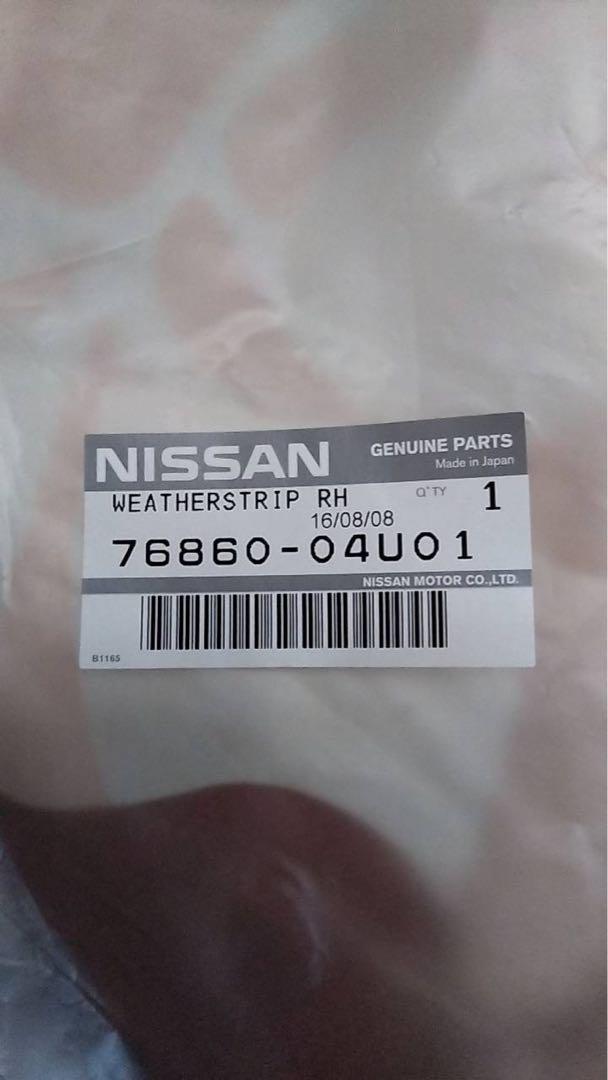 NISSAN GENUINE PARTS
Made in Japan
WEATHERSTRIP RH Q'TY 1
16/08/08
76860-04U01
NISSAN MOTOR CO.,LTD.
B1165